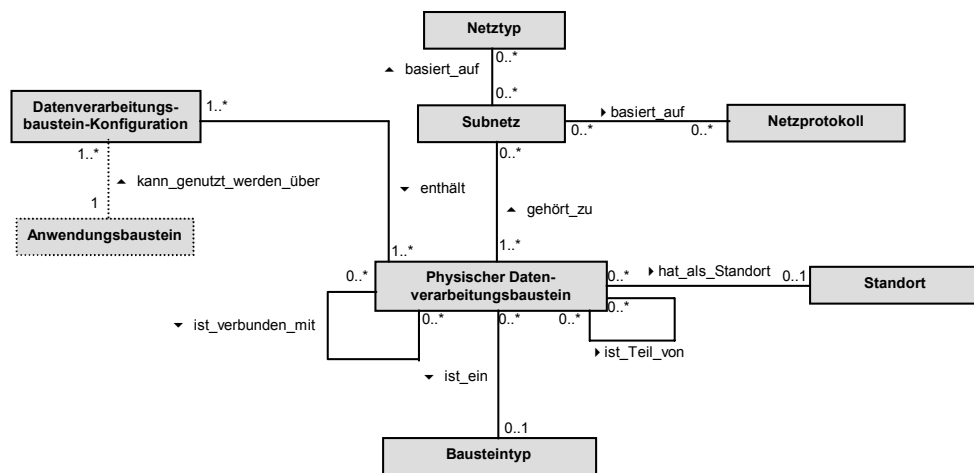 Netztyp
0..*
▲ basiert_auf
0..*
Datenverarbeitungs-
baustein-Konfiguration
1..*
Subnetz
▶ basiert_auf
0..*
0..*
Netzprotokoll
1..*
0..*
▲ kann_genutzt_werden_über
▼ enthält
1
▲ gehört_zu
Anwendungsbaustein
1..*
1..*
0..*
Physischer Daten-
verarbeitungsbaustein
0..*
▶ hat_als_Standort
0..1
Standort
0..*
▼ ist_verbunden_mit
0..*
0..*
0..*
▶ ist_Teil_von
▼ ist_ein
0..1
Bausteintyp